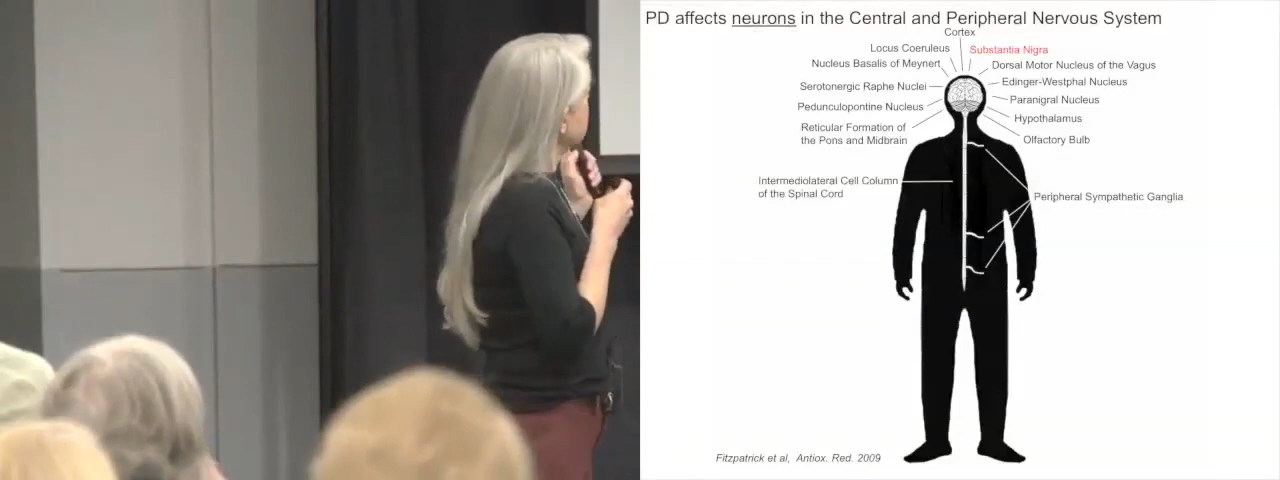 PD affects neurons in the Central and Peripheral Nervous System
Cortex
Locus Coeruleus
Substantia Nigra
Nucleus Basalis of Meynert
Dorsal Motor Nucleus of the Vagus
Serotonergic Raphe Nuclei
Edinger-Westphal Nucleus
Pedunculopontine Nucleus
Paranigral Nucleus
Reticular Formation of
the Pons and Midbrain
Hypothalamus
Olfactory Bulb
Intermediolateral Cell Column
of the Spinal Cord
Peripheral Sympathetic Ganglia
Fitzpatrick et al, Antiox. Red. 2009